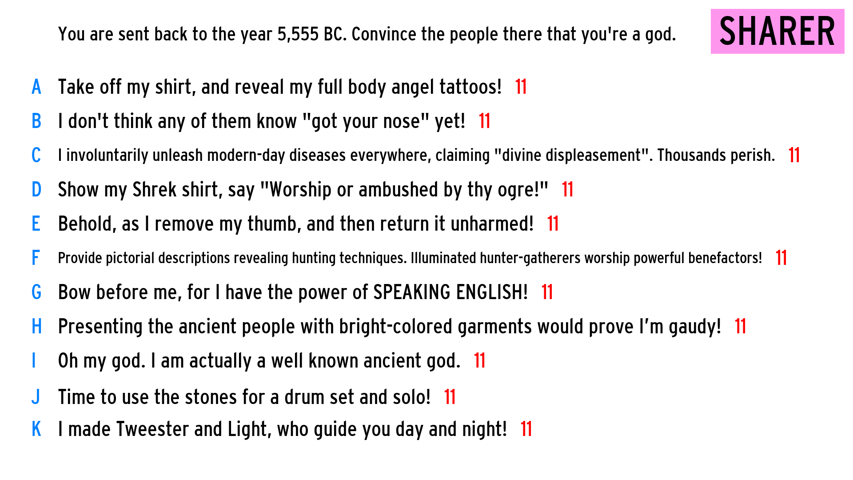 You are sent back to the year 5,555 BC. Convince the people there that you're a god.
SHARER
A Take off my shirt, and reveal my full body angel tattoos! 11
B I don't think any of them know "got your nose" yet! 11
C I involuntarily unleash modern-day diseases everywhere, claiming "divine displeasement". Thousands perish. 11
D Show my Shrek shirt, say "Worship or ambushed by thy ogre!" 11
E Behold, as I remove my thumb, and then return it unharmed! 11
F Provide pictorial descriptions revealing hunting techniques. Illuminated hunter-gatherers worship powerful benefactors! 11
G Bow before me, for I have the power of SPEAKING ENGLISH! 11
H Presenting the ancient people with bright-colored garments would prove I’m gaudy! 11
I Oh my god. I am actually a well known ancient god. 11
J Time to use the stones for a drum set and solo! 11
K I made Tweester and Light, who guide you day and night! 11